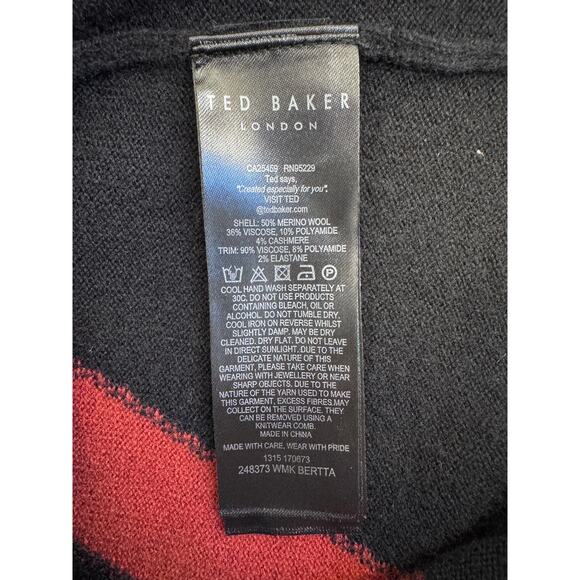 TED BAKER
LONDON
CA25459 RN95229
Ted says,
"Created especially for you".
VISIT TED
@tedbaker.com
SHELL: 50% MERINO WOOL
36% VISCOSE, 10% POLYAMIDE
4% CASHMERE
TRIM: 90% VISCOSE, 8% POLYAMIDE
2% ELASTANE
COOL HAND WASH SEPARATELY AT
30C. DO NOT USE PRODUCTS
CONTAINING BLEACH, OIL OR
ALCOHOL. DO NOT TUMBLE DRY.
COOL IRON ON REVERSE WHILST
SLIGHTLY DAMP. MAY BE DRY
CLEANED. DRY FLAT. DO NOT LEAVE
IN DIRECT SUNLIGHT. DUE TO THE
DELICATE NATURE OF THIS
GARMENT, PLEASE TAKE CARE WHEN
WEARING WITH JEWELLERY OR NEAR
SHARP OBJECTS. DUE TO THE
NATURE OF THE YARN USED TO MAKE
THIS GARMENT, EXCESS FIBRES MAY
COLLECT ON THE SURFACE. THEY
CAN BE REMOVED USING A
KNITWEAR COMB.
MADE IN CHINA
MADE WITH CARE, WEAR WITH PRIDE
1315 170673
248373 WMK BERTTA